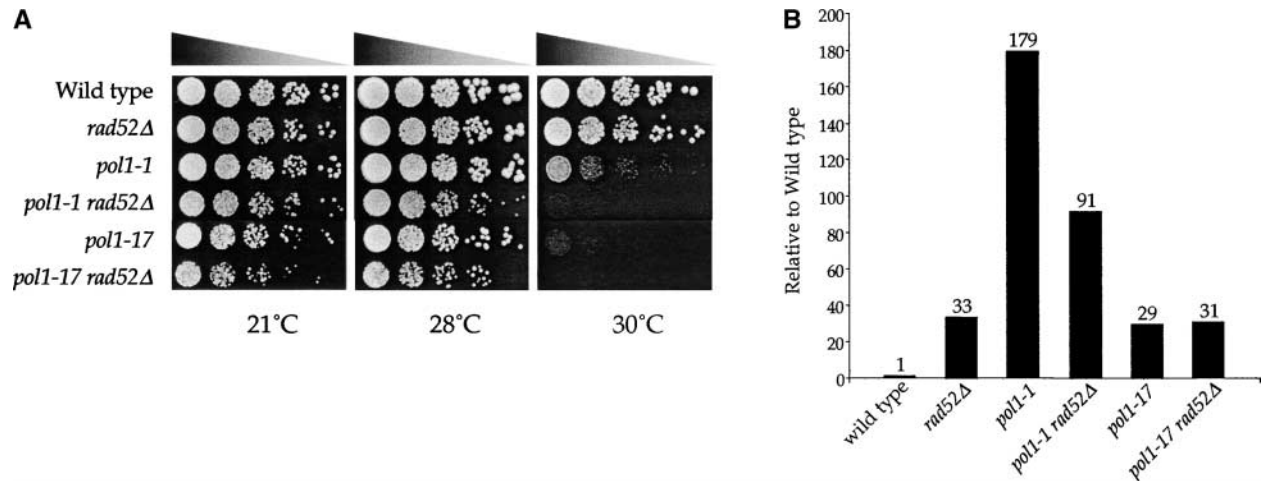 A
Wild type
rad52Δ
pol1-1
pol1-1 rad52Δ
pol1-17
pol1-17 rad52Δ
21°C
28°C
30°C
B
Relative to Wild type
200
180
160
140
120
100
80
60
40
20
0
1
33
179
91
29
31
wild type
rad52Δ
pol1-1
pol1-1 rad52Δ
pol1-17
pol1-17 rad52Δ